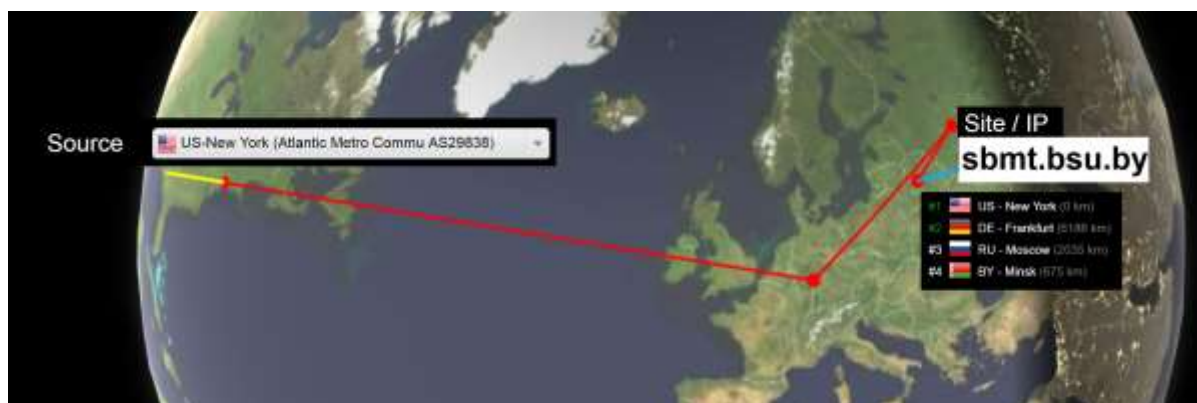 Source
US-New York (Atlantic Metro Commu AS29838)
Site / IP
sbmt.bsu.by
#1 US - New York (0 km)
#2 DE - Frankfurt (6188 km)
#3 RU - Moscow (2035 km)
#4 BY - Minsk (675 km)